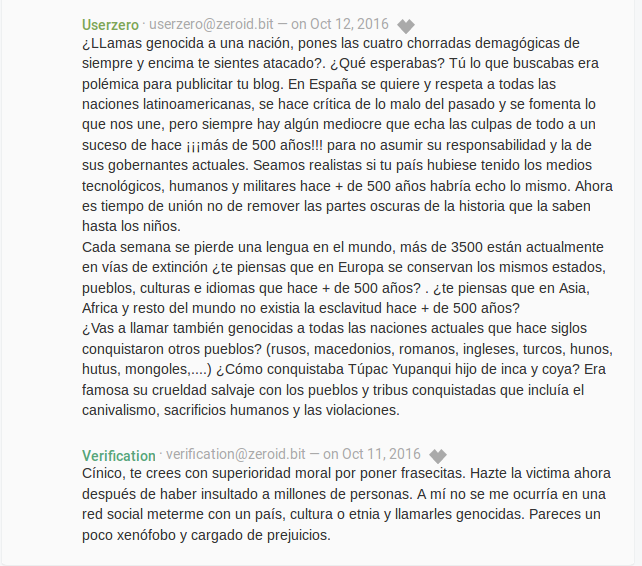 Userzero · userzero@zeroid.bit — on Oct 12, 2016
¿LLamas genocida a una nación, pones las cuatro chorradas demagógicas de
siempre y encima te sientes atacado?. ¿Qué esperabas? Tú lo que buscabas era
polémica para publicitar tu blog. En España se quiere y respeta a todas las
naciones latinoamericanas, se hace crítica de lo malo del pasado y se fomenta lo
que nos une, pero siempre hay algún mediocre que echa las culpas de todo a un
suceso de hace ¡¡¡más de 500 años!!! para no asumir su responsabilidad y la de
sus gobernantes actuales. Seamos realistas si tu país hubiese tenido los medios
tecnológicos, humanos y militares hace + de 500 años habría echo lo mismo. Ahora
es tiempo de unión no de remover las partes oscuras de la historia que la saben
hasta los niños.
Cada semana se pierde una lengua en el mundo, más de 3500 están actualmente
en vías de extinción ¿te piensas que en Europa se conservan los mismos estados,
pueblos, culturas e idiomas que hace + de 500 años? . ¿te piensas que en Asia,
Africa y resto del mundo no existia la esclavitud hace + de 500 años?
¿Vas a llamar también genocidas a todas las naciones actuales que hace siglos
conquistaron otros pueblos? (rusos, macedonios, romanos, ingleses, turcos, hunos,
hutus, mongoles,....) ¿Cómo conquistaba Túpac Yupanqui hijo de inca y coya? Era
famosa su crueldad salvaje con los pueblos y tribus conquistadas que incluía el
canivalismo, sacrificios humanos y las violaciones.
Verification · verification@zeroid.bit — on Oct 11, 2016
Cínico, te crees con superioridad moral por poner frasecitas. Hazte la victima ahora
después de haber insultado a millones de personas. A mí no se me ocurría en una
red social meterme con un país, cultura o etnia y llamarles genocidas. Pareces un
poco xenófobo y cargado de prejuicios.